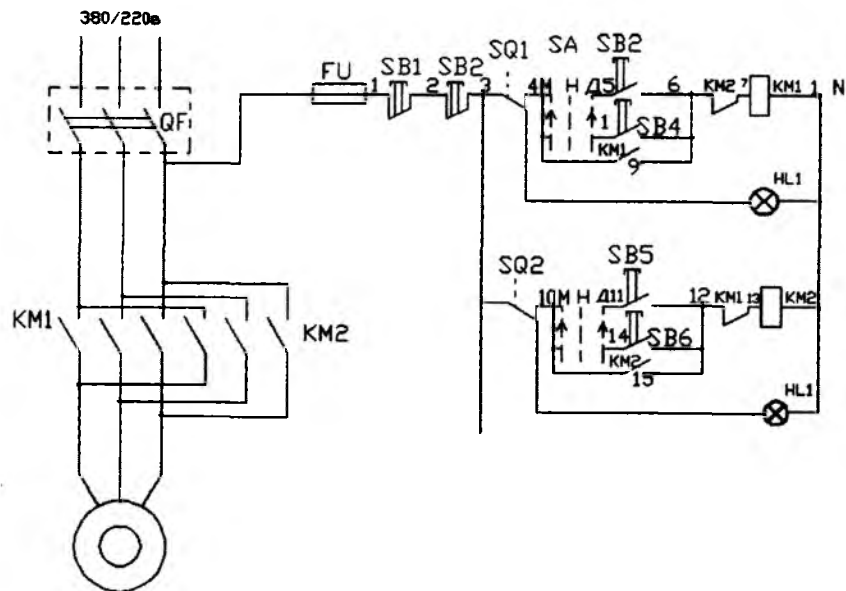 380/220в
QF
FU
1
SB1
2
SB2
3
SQ1
4
М
Н
Д
SA
15
SB2
6
KM2
7
KM1
1
N
1
SB4
KM1
9
HL1
SQ2
10
М
Н
Д
11
SB5
12
KM1
13
KM2
14
SB6
KM2
15
HL1
KM1
KM2